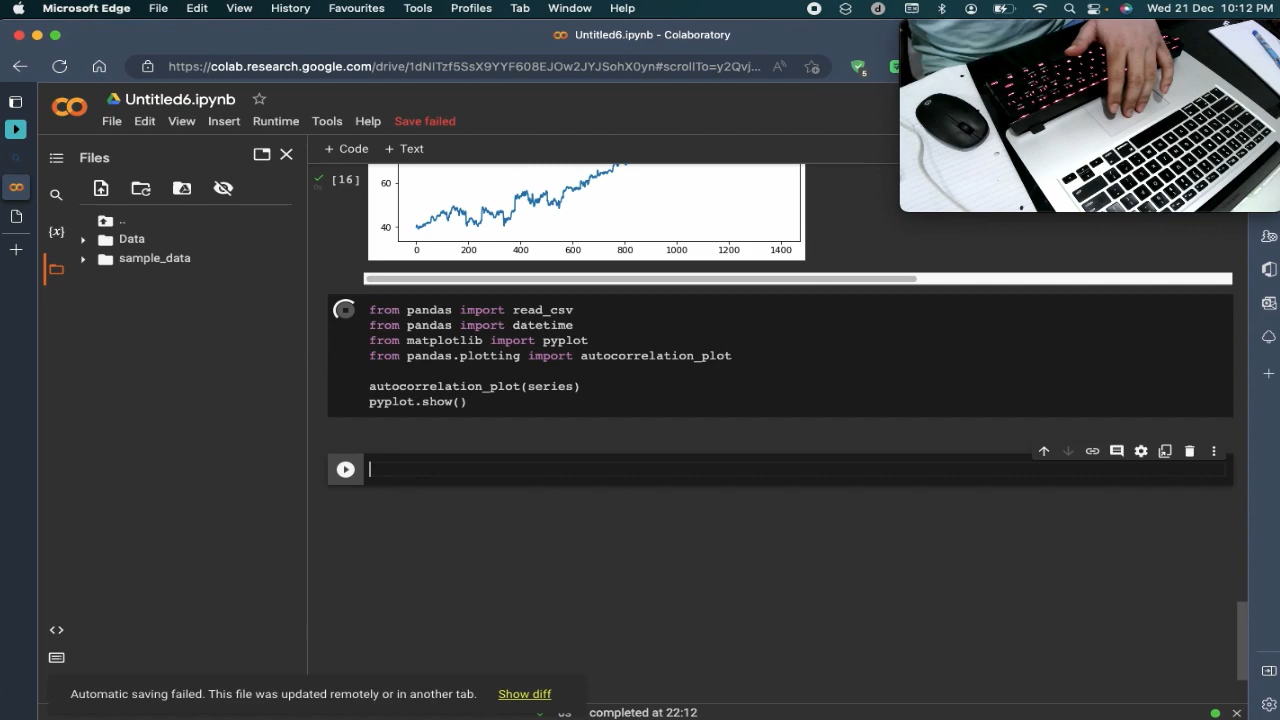 Microsoft Edge File Edit View History Favourites Tools Profiles Tab Window Help Wed 21 Dec 10:12 PM
Untitled6.ipynb - Colaboratory
https://colab.research.google.com/drive/1dNITzf5SsX9YYF608EJOw2JYJSohX0yn#scrollTo=y2Qvj...
Untitled6.ipynb
File Edit View Insert Runtime Tools Help Save failed
Files
+ Code + Text
..
Data
sample_data
[16]
60
40
0 200 400 600 800 1000 1200 1400
from pandas import read_csv
from pandas import datetime
from matplotlib import pyplot
from pandas.plotting import autocorrelation_plot
autocorrelation_plot(series)
pyplot.show()
Automatic saving failed. This file was updated remotely or in another tab. Show diff
0s completed at 22:12